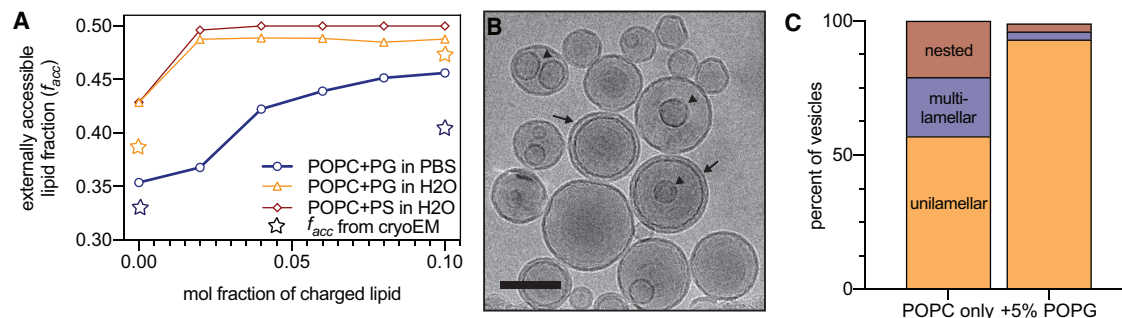 A
externally accessible
lipid fraction (f_acc)
0.50
0.45
0.40
0.35
0.30
0.00
0.05
0.10
mol fraction of charged lipid
POPC+PG in PBS
POPC+PG in H2O
POPC+PS in H2O
f_acc from cryoEM
B
C
percent of vesicles
100
50
0
nested
multi-
lamellar
unilamellar
POPC only +5% POPG